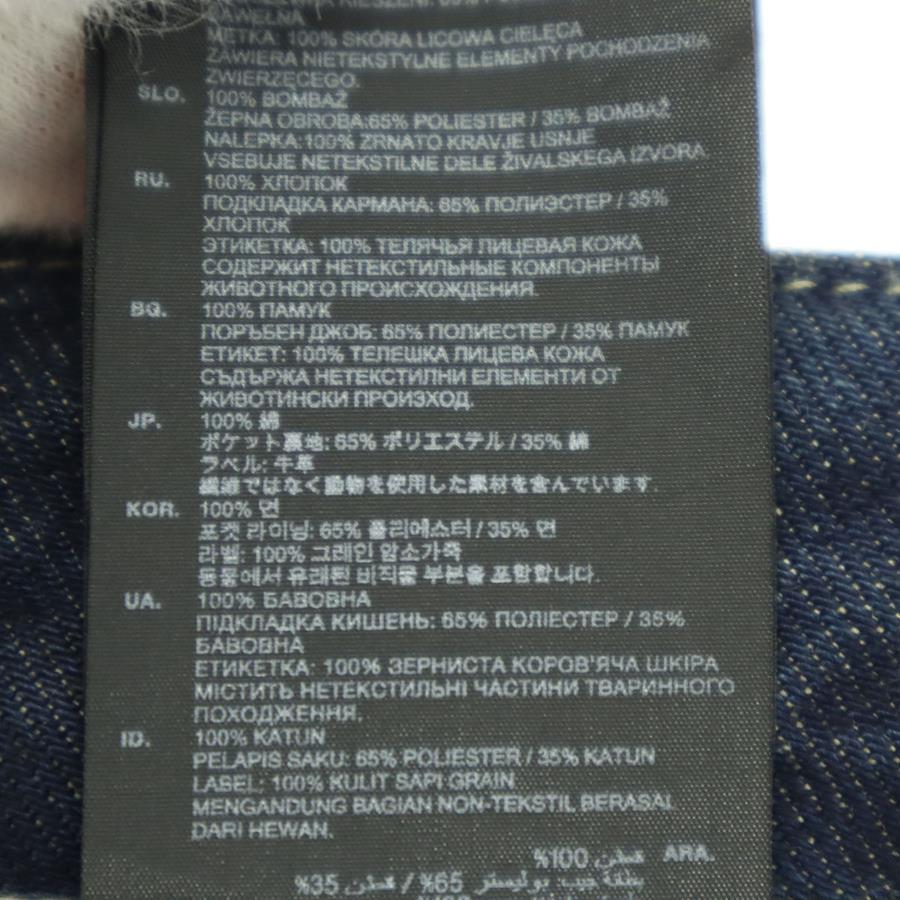 ZAWEŁNA
METKA: 100% SKÓRA LICOWA CIELĘCA
ZAWIERA NIETEKSTYLNE ELEMENTY POCHODZENIA
ZWIERZĘCEGO.
SLO. 100% BOMBAŽ
ŽEPNA OBROBA:65% POLIESTER / 35% BOMBAŽ
NALEPKA:100% ZRNATO KRAVJE USNJE
VSEBUJE NETEKSTILNE DELE ŽIVALSKEGA IZVORA
RU. 100% ХЛОПОК
ПОДКЛАДКА КАРМАНА: 65% ПОЛИЭСТЕР / 35%
ХЛОПОК
ЭТИКЕТКА: 100% ТЕЛЯЧЬЯ ЛИЦЕВАЯ КОЖА
СОДЕРЖИТ НЕТЕКСТИЛЬНЫЕ КОМПОНЕНТЫ
ЖИВОТНОГО ПРОИСХОЖДЕНИЯ.
BG. 100% ПАМУК
ПОРЪБЕН ДЖОБ: 65% ПОЛИЕСТЕР / 35% ПАМУК
ЕТИКЕТ: 100% ТЕЛЕШКА ЛИЦЕВА КОЖА
СЪДЪРЖА НЕТЕКСТИЛНИ ЕЛЕМЕНТИ ОТ
ЖИВОТИНСКИ ПРОИЗХОД.
JP. 100% 綿
ポケット裏地: 65% ポリエステル / 35% 綿
ラベル: 牛革
繊維ではなく動物を使用した素材を含んでいます.
KOR. 100% 면
포켓 라이닝: 65% 폴리에스터 / 35% 면
라벨: 100% 그레인 암소가죽
동물에서 유래된 비직물 부분을 포함합니다.
UA. 100% БАВОВНА
ПІДКЛАДКА КИШЕНЬ: 65% ПОЛІЕСТЕР / 35%
БАВОВНА
ЕТИКЕТКА: 100% ЗЕРНИСТА КОРОВ'ЯЧА ШКІРА
МІСТИТЬ НЕТЕКСТИЛЬНІ ЧАСТИНИ ТВАРИННОГО
ПОХОДЖЕННЯ.
ID. 100% KATUN
PELAPIS SAKU: 65% POLIESTER / 35% KATUN
LABEL: 100% KULIT SAPI GRAIN
MENGANDUNG BAGIAN NON-TEKSTIL BERASAL
DARI HEWAN.
ARA. قطن 100%
بطانة جيب: بوليستر 65% / قطن 35%